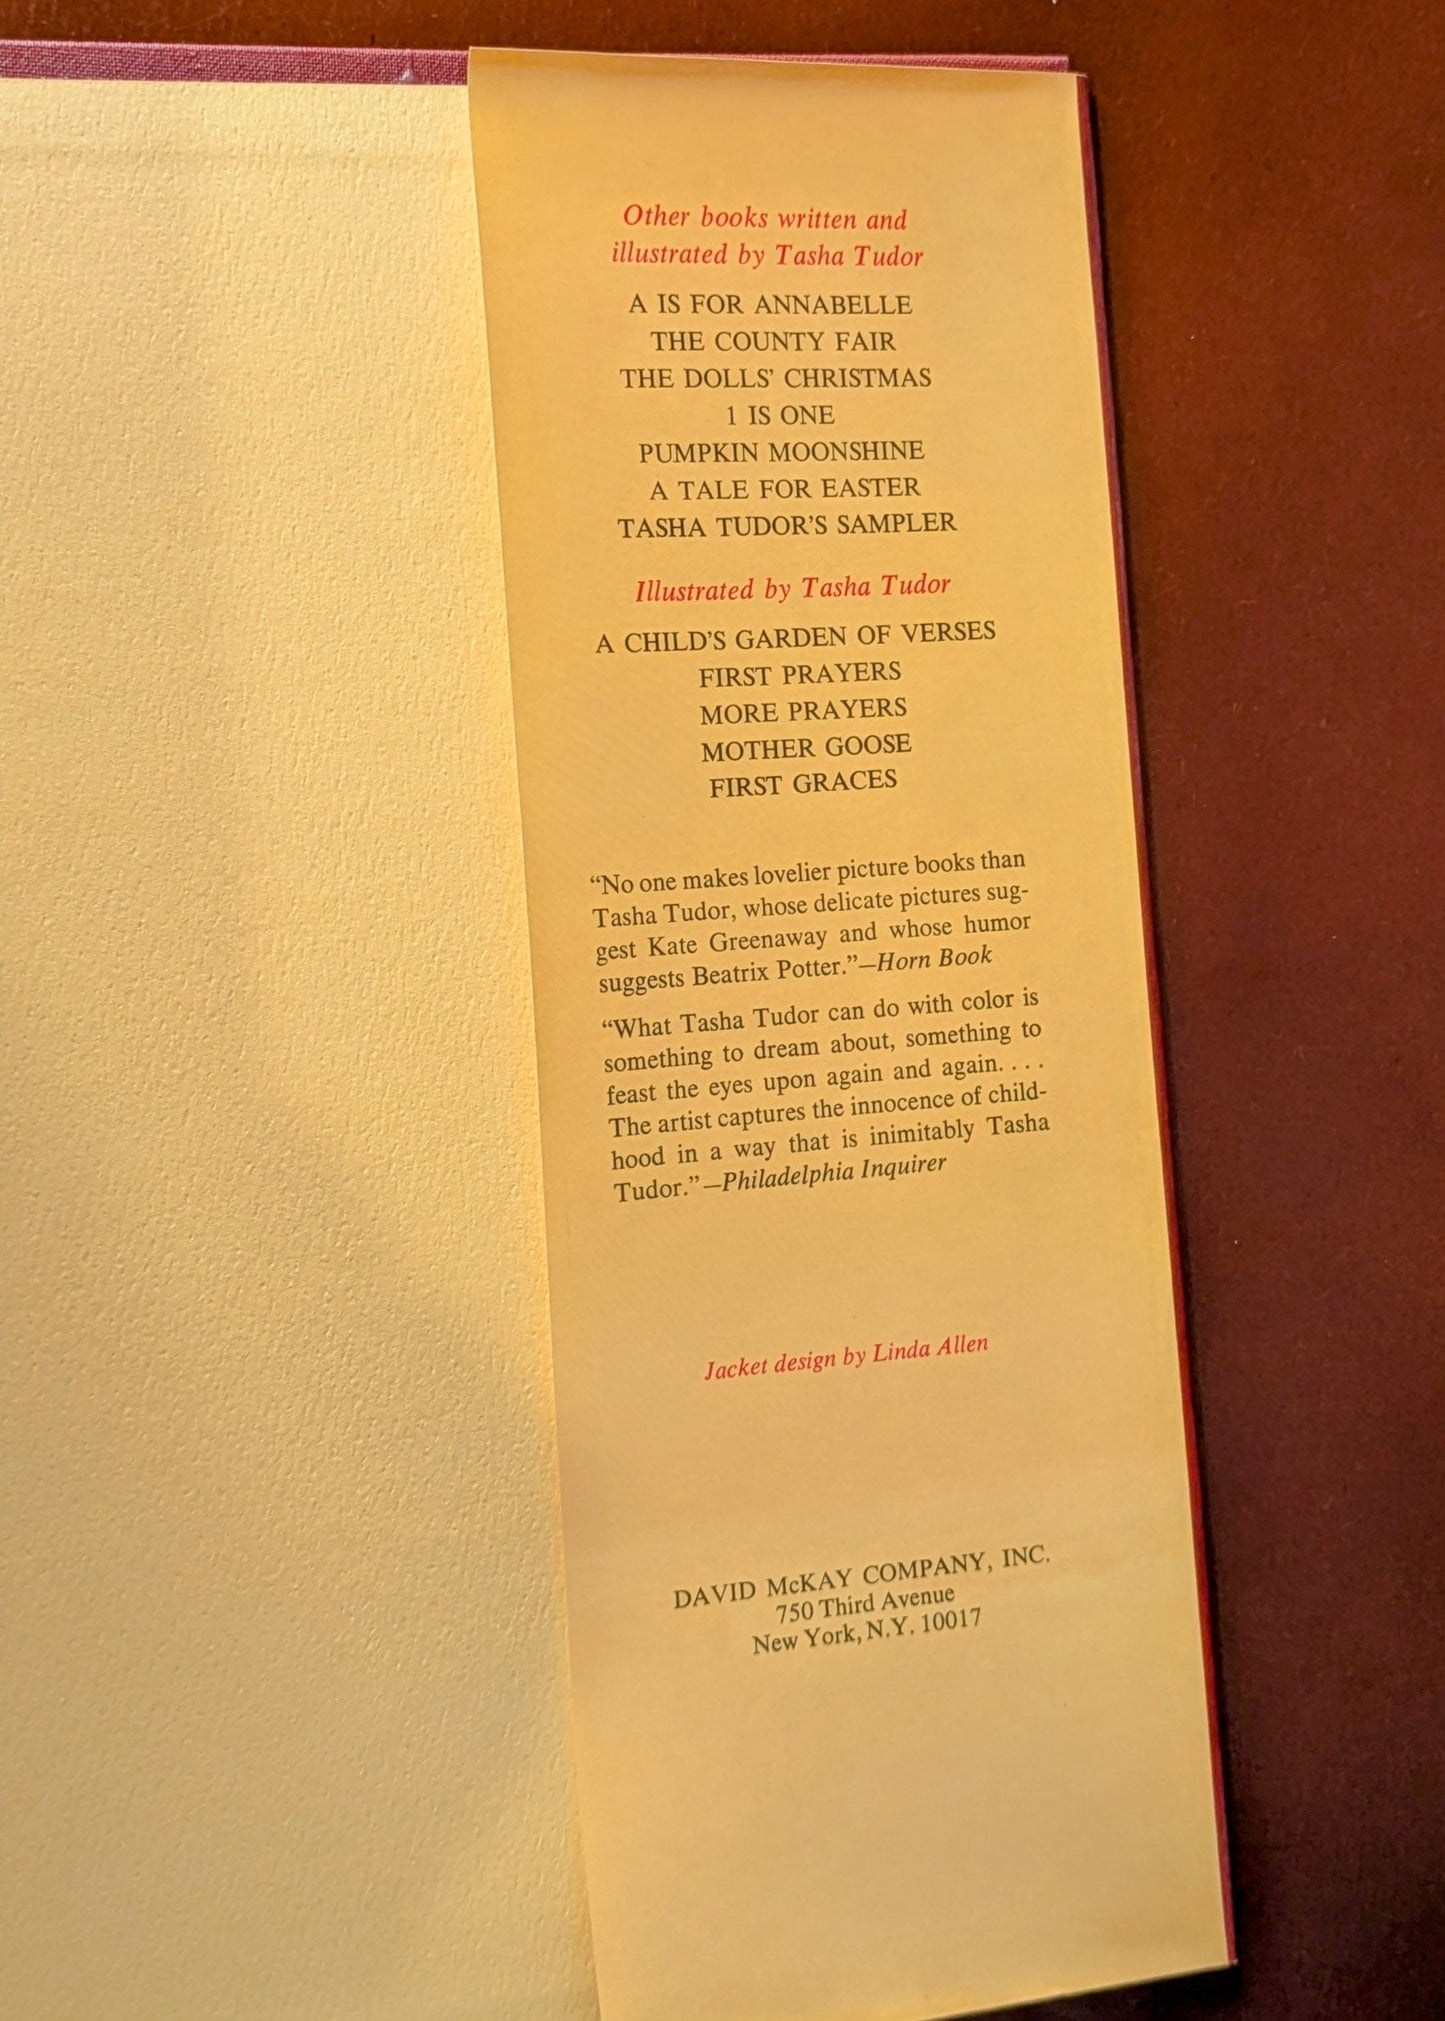 Other books written and
illustrated by Tasha Tudor
A IS FOR ANNABELLE
THE COUNTY FAIR
THE DOLLS’ CHRISTMAS
1 IS ONE
PUMPKIN MOONSHINE
A TALE FOR EASTER
TASHA TUDOR’S SAMPLER
Illustrated by Tasha Tudor
A CHILD’S GARDEN OF VERSES
FIRST PRAYERS
MORE PRAYERS
MOTHER GOOSE
FIRST GRACES
“No one makes lovelier picture books than
Tasha Tudor, whose delicate pictures sug-
gest Kate Greenaway and whose humor
suggests Beatrix Potter.”—Horn Book
“What Tasha Tudor can do with color is
something to dream about, something to
feast the eyes upon again and again. . . .
The artist captures the innocence of child-
hood in a way that is inimitably Tasha
Tudor.”—Philadelphia Inquirer
Jacket design by Linda Allen
DAVID McKAY COMPANY, INC.
750 Third Avenue
New York, N.Y. 10017